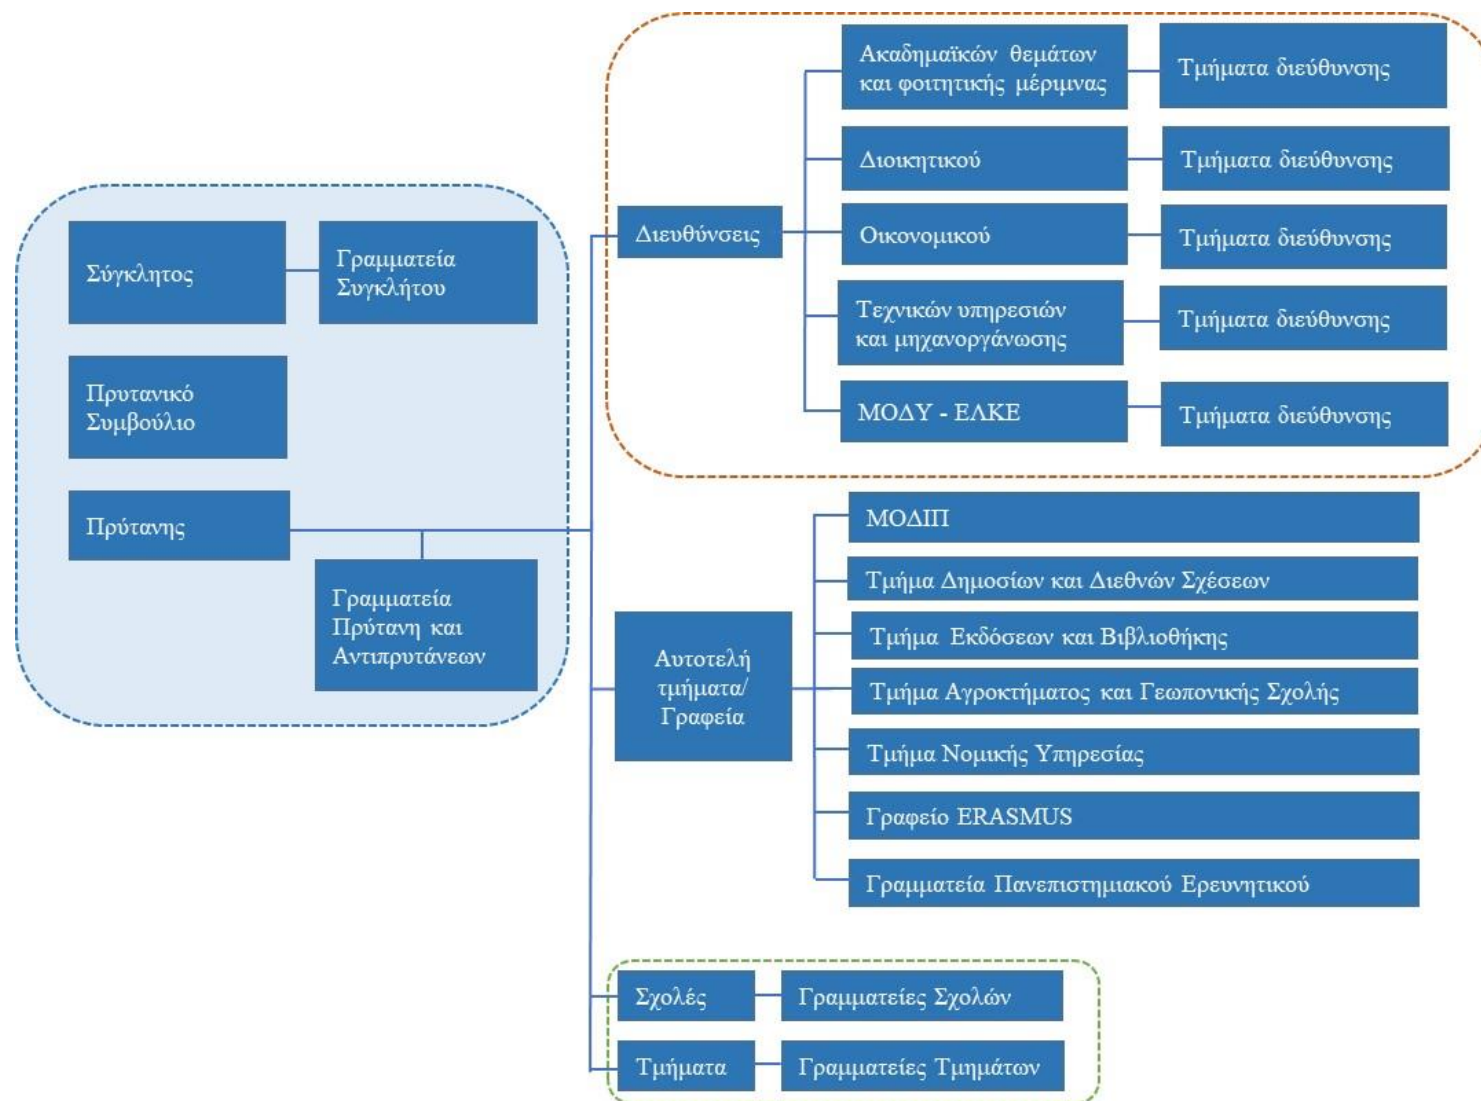 Σύγκλητος
Γραμματεία
Συγκλήτου
Πρυτανικό
Συμβούλιο
Πρύτανης
Γραμματεία
Πρύτανη και
Αντιπρυτάνεων
Διευθύνσεις
Ακαδημαϊκών θεμάτων
και φοιτητικής μέριμνας
Τμήματα διεύθυνσης
Διοικητικού
Τμήματα διεύθυνσης
Οικονομικού
Τμήματα διεύθυνσης
Τεχνικών υπηρεσιών
και μηχανοργάνωσης
Τμήματα διεύθυνσης
ΜΟΔΥ - ΕΛΚΕ
Τμήματα διεύθυνσης
Αυτοτελή
τμήματα/
Γραφεία
ΜΟΔΙΠ
Τμήμα Δημοσίων και Διεθνών Σχέσεων
Τμήμα Εκδόσεων και Βιβλιοθήκης
Τμήμα Αγροκτήματος και Γεωπονικής Σχολής
Τμήμα Νομικής Υπηρεσίας
Γραφείο ERASMUS
Γραμματεία Πανεπιστημιακού Ερευνητικού
Σχολές
Γραμματείες Σχολών
Τμήματα
Γραμματείες Τμημάτων